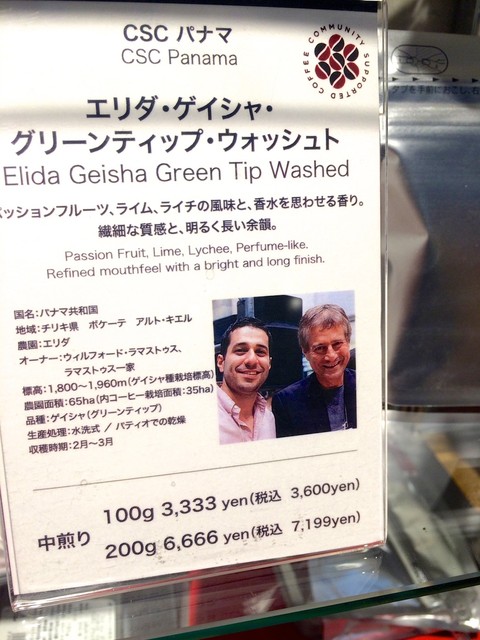 CSC パナマ
CSC Panama
COMMUNITY SUPPORTED COFFEE
エリダ・ゲイシャ・
グリーンティップ・ウォッシュト
Elida Geisha Green Tip Washed
パッションフルーツ、ライム、ライチの風味と、香水を思わせる香り。
繊細な質感と、明るく長い余韻。
Passion Fruit, Lime, Lychee, Perfume-like.
Refined mouthfeel with a bright and long finish.
国名：パナマ共和国
地域：チリキ県　ボケーテ　アルト・キエル
農園：エリダ
オーナー：ウィルフォード・ラマストゥス、
ラマストゥス一家
標高：1,800～1,960m（ゲイシャ種栽培標高）
農園面積：65ha（内コーヒー栽培面積：35ha）
品種：ゲイシャ（グリーンティップ）
生産処理：水洗式 / パティオでの乾燥
収穫時期：2月～3月
中煎り
100g 3,333 yen（税込 3,600yen）
200g 6,666 yen（税込 7,199yen）